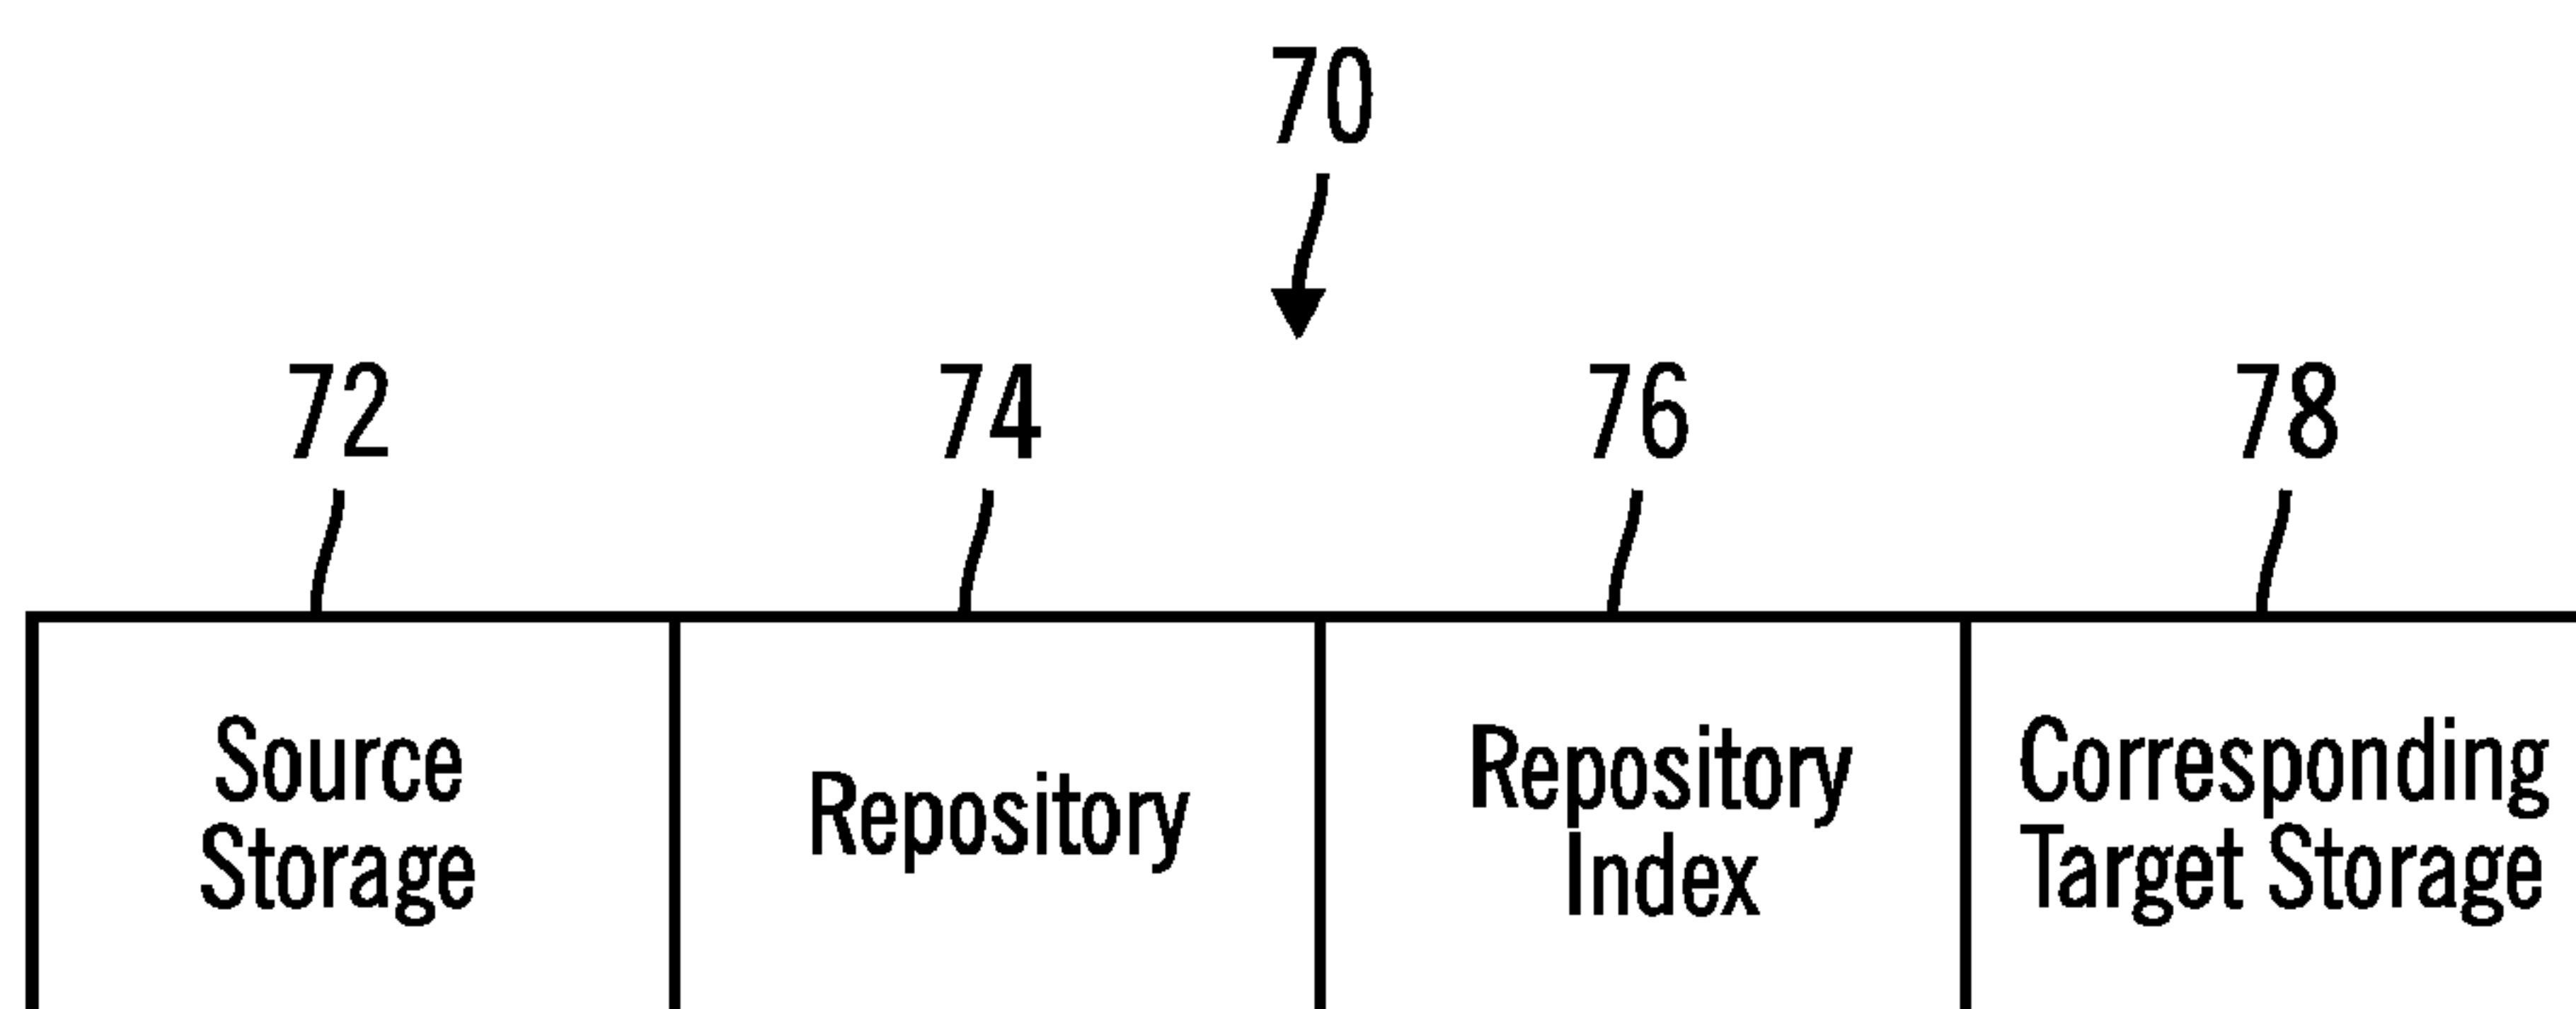 70
72
74
76
78
Source
Storage
Repository
Repository
Index
Corresponding
Target Storage